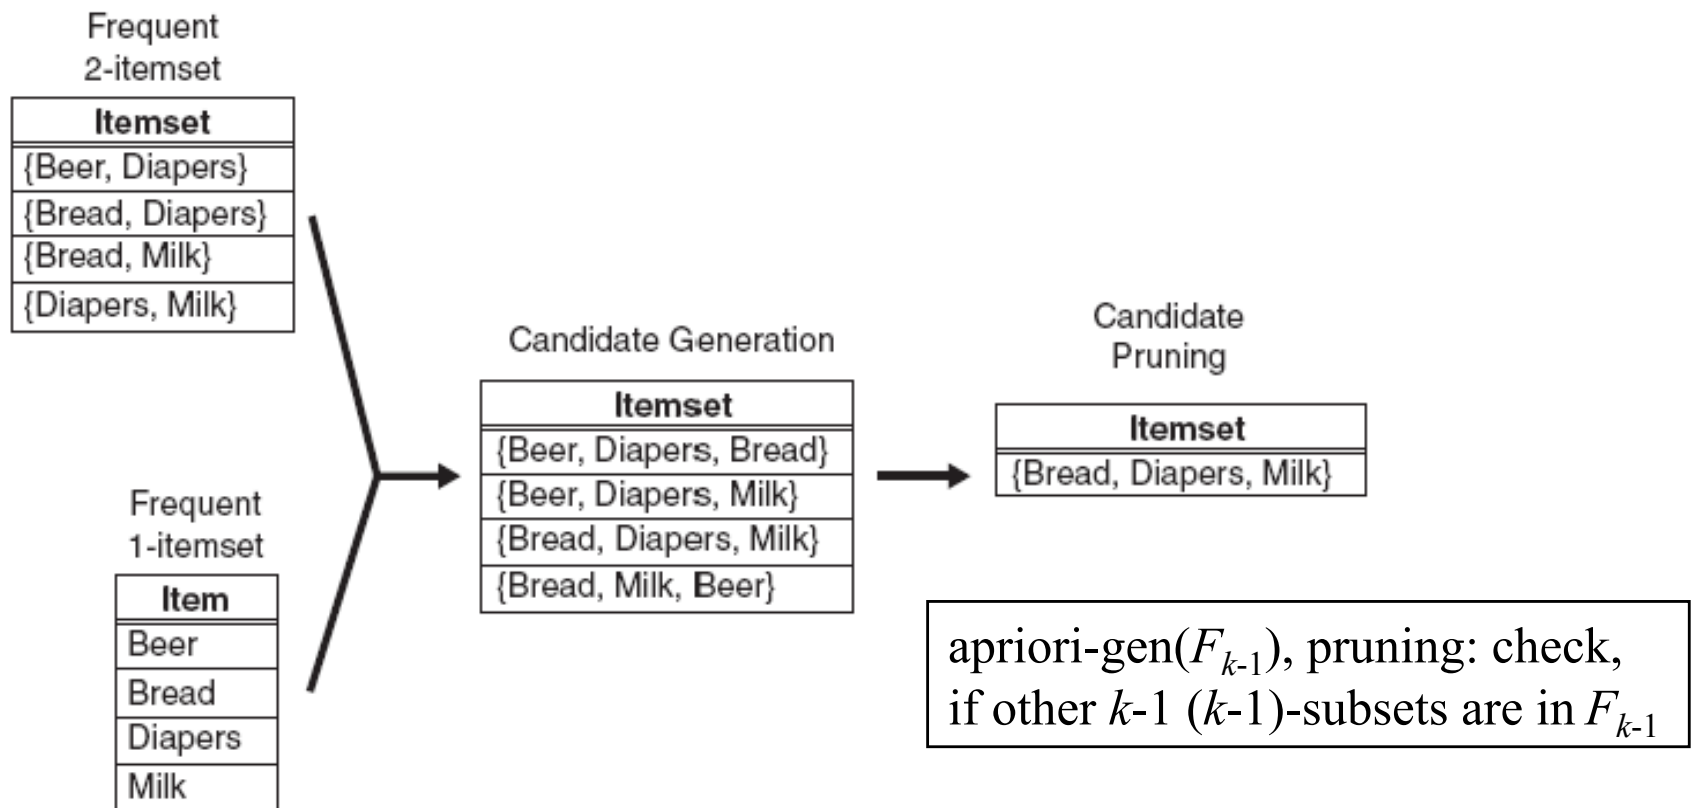 Frequent
2-itemset
Itemset
{Beer, Diapers}
{Bread, Diapers}
{Bread, Milk}
{Diapers, Milk}
Frequent
1-itemset
Item
Beer
Bread
Diapers
Milk
Candidate Generation
Itemset
{Beer, Diapers, Bread}
{Beer, Diapers, Milk}
{Bread, Diapers, Milk}
{Bread, Milk, Beer}
Candidate
Pruning
Itemset
{Bread, Diapers, Milk}
apriori-gen(F_{k-1}), pruning: check,
if other k-1 (k-1)-subsets are in F_{k-1}